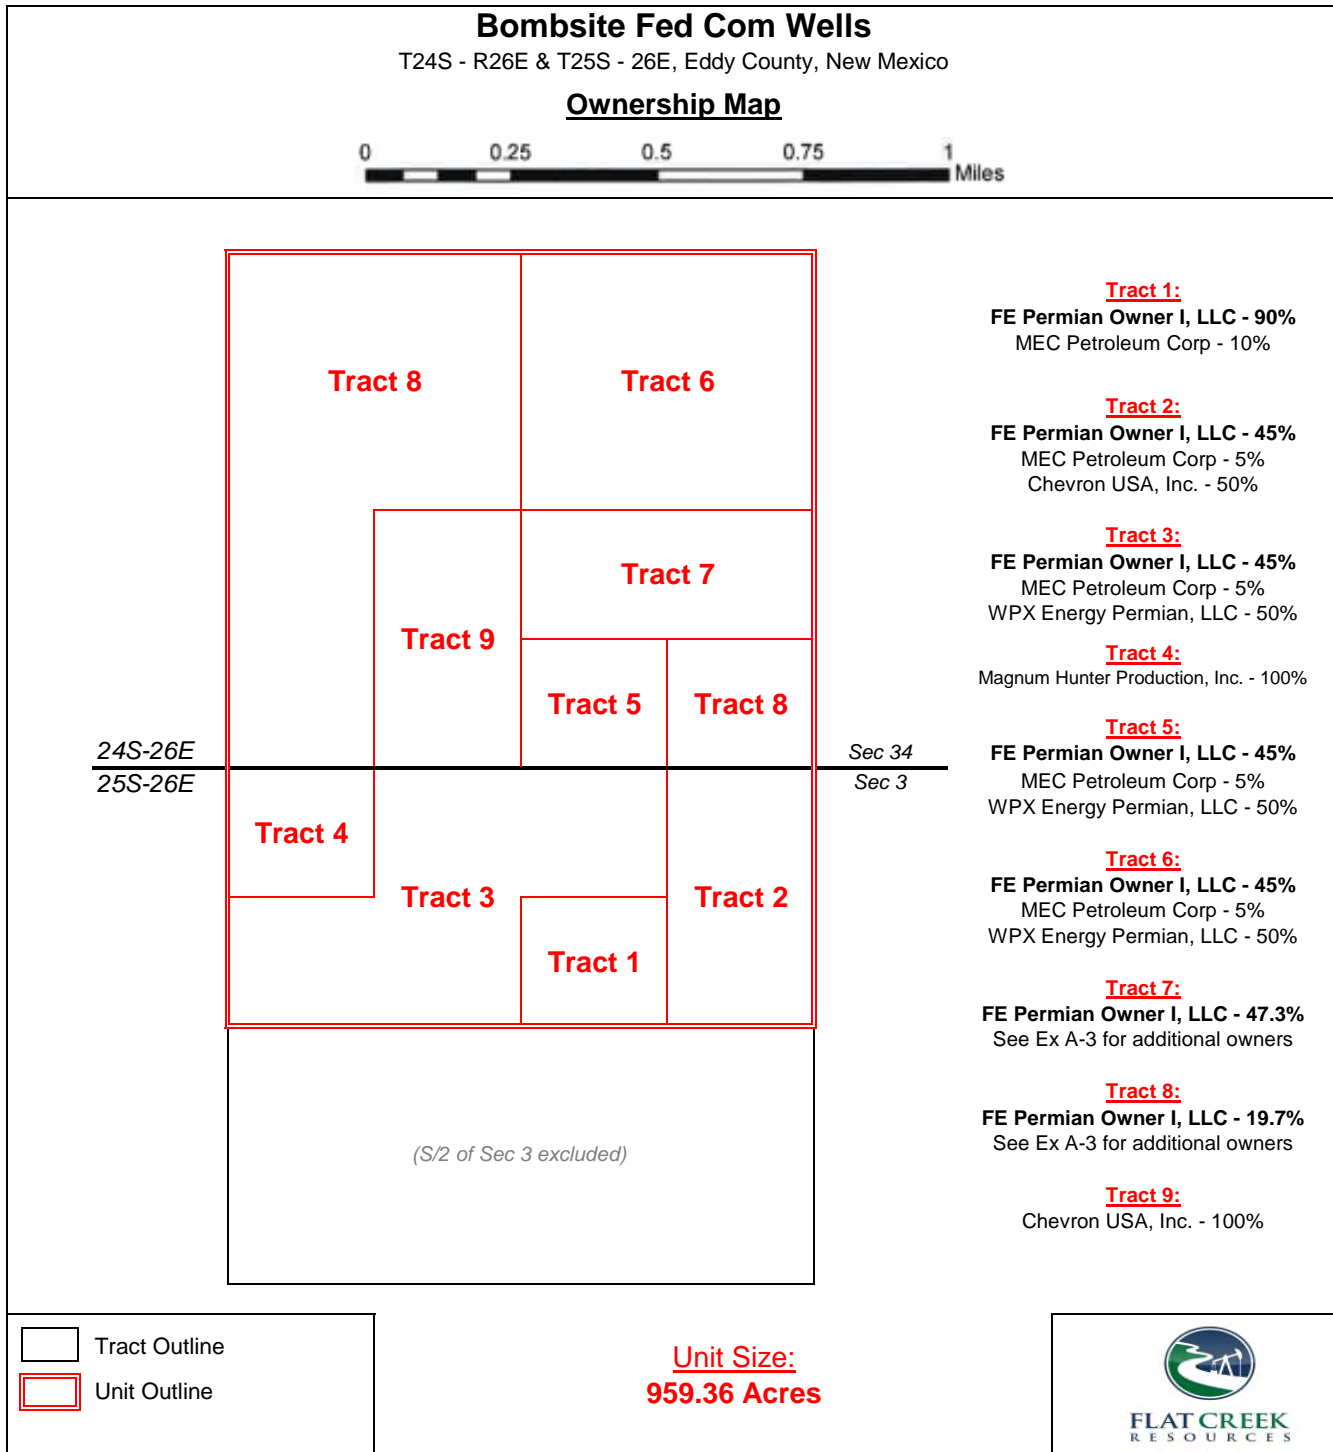 Bombsite Fed Com Wells
T24S - R26E & T25S - 26E, Eddy County, New Mexico
Ownership Map
0 0.25 0.5 0.75 1
Miles
Tract 8
Tract 6
Tract 7
Tract 9
Tract 5
Tract 8
24S-26E
Sec 34
25S-26E
Sec 3
Tract 4
Tract 3
Tract 2
Tract 1
(S/2 of Sec 3 excluded)
Tract 1:
FE Permian Owner I, LLC - 90%
MEC Petroleum Corp - 10%
Tract 2:
FE Permian Owner I, LLC - 45%
MEC Petroleum Corp - 5%
Chevron USA, Inc. - 50%
Tract 3:
FE Permian Owner I, LLC - 45%
MEC Petroleum Corp - 5%
WPX Energy Permian, LLC - 50%
Tract 4:
Magnum Hunter Production, Inc. - 100%
Tract 5:
FE Permian Owner I, LLC - 45%
MEC Petroleum Corp - 5%
WPX Energy Permian, LLC - 50%
Tract 6:
FE Permian Owner I, LLC - 45%
MEC Petroleum Corp - 5%
WPX Energy Permian, LLC - 50%
Tract 7:
FE Permian Owner I, LLC - 47.3%
See Ex A-3 for additional owners
Tract 8:
FE Permian Owner I, LLC - 19.7%
See Ex A-3 for additional owners
Tract 9:
Chevron USA, Inc. - 100%
Tract Outline
Unit Outline
Unit Size:
959.36 Acres
FLAT CREEK
RESOURCES